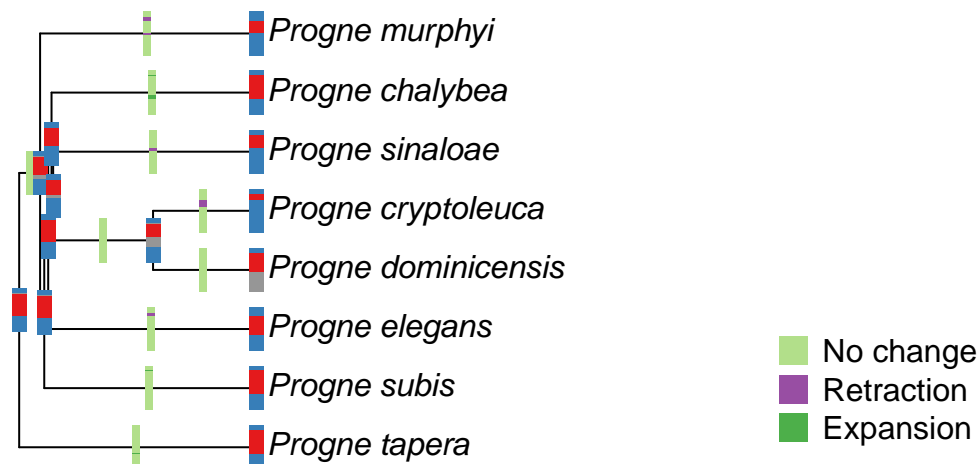 Progne murphyi
Progne chalybea
Progne sinaloae
Progne cryptoleuca
Progne dominicensis
Progne elegans
Progne subis
Progne tapera
No change
Retraction
Expansion